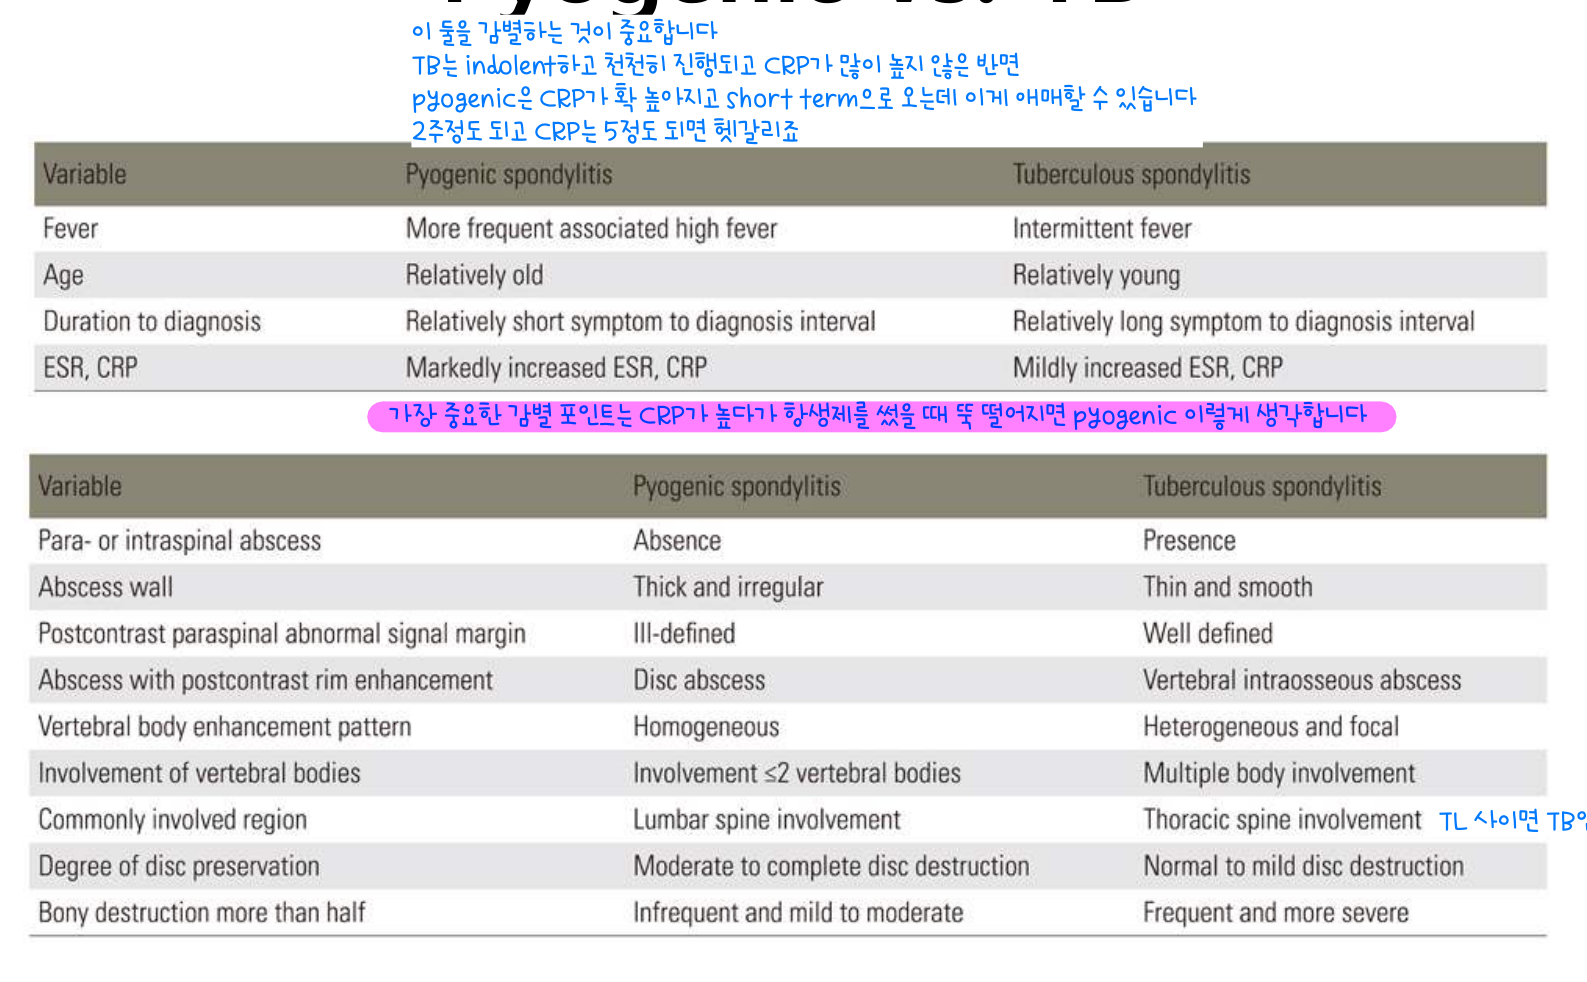 Pyogenic vs. TB
이 둘을 감별하는 것이 중요합니다
TB는 indolent하고 천천히 진행되고 CRP가 많이 높지 않은 반면
pyogenic은 CRP가 확 높아지고 short term으로 오는데 이게 애매할 수 있습니다
2주정도 되고 CRP는 5정도 되면 헷갈리죠
Variable Pyogenic spondylitis Tuberculous spondylitis
Fever More frequent associated high fever Intermittent fever
Age Relatively old Relatively young
Duration to diagnosis Relatively short symptom to diagnosis interval Relatively long symptom to diagnosis interval
ESR, CRP Markedly increased ESR, CRP Mildly increased ESR, CRP
가장 중요한 감별 포인트는 CRP가 높다가 항생제를 썼을 때 뚝 떨어지면 pyogenic 이렇게 생각합니다
Variable Pyogenic spondylitis Tuberculous spondylitis
Para- or intraspinal abscess Absence Presence
Abscess wall Thick and irregular Thin and smooth
Postcontrast paraspinal abnormal signal margin Ill-defined Well defined
Abscess with postcontrast rim enhancement Disc abscess Vertebral intraosseous abscess
Vertebral body enhancement pattern Homogeneous Heterogeneous and focal
Involvement of vertebral bodies Involvement ≤2 vertebral bodies Multiple body involvement
Commonly involved region Lumbar spine involvement Thoracic spine involvement TL 사이면 TB
Degree of disc preservation Moderate to complete disc destruction Normal to mild disc destruction
Bony destruction more than half Infrequent and mild to moderate Frequent and more severe